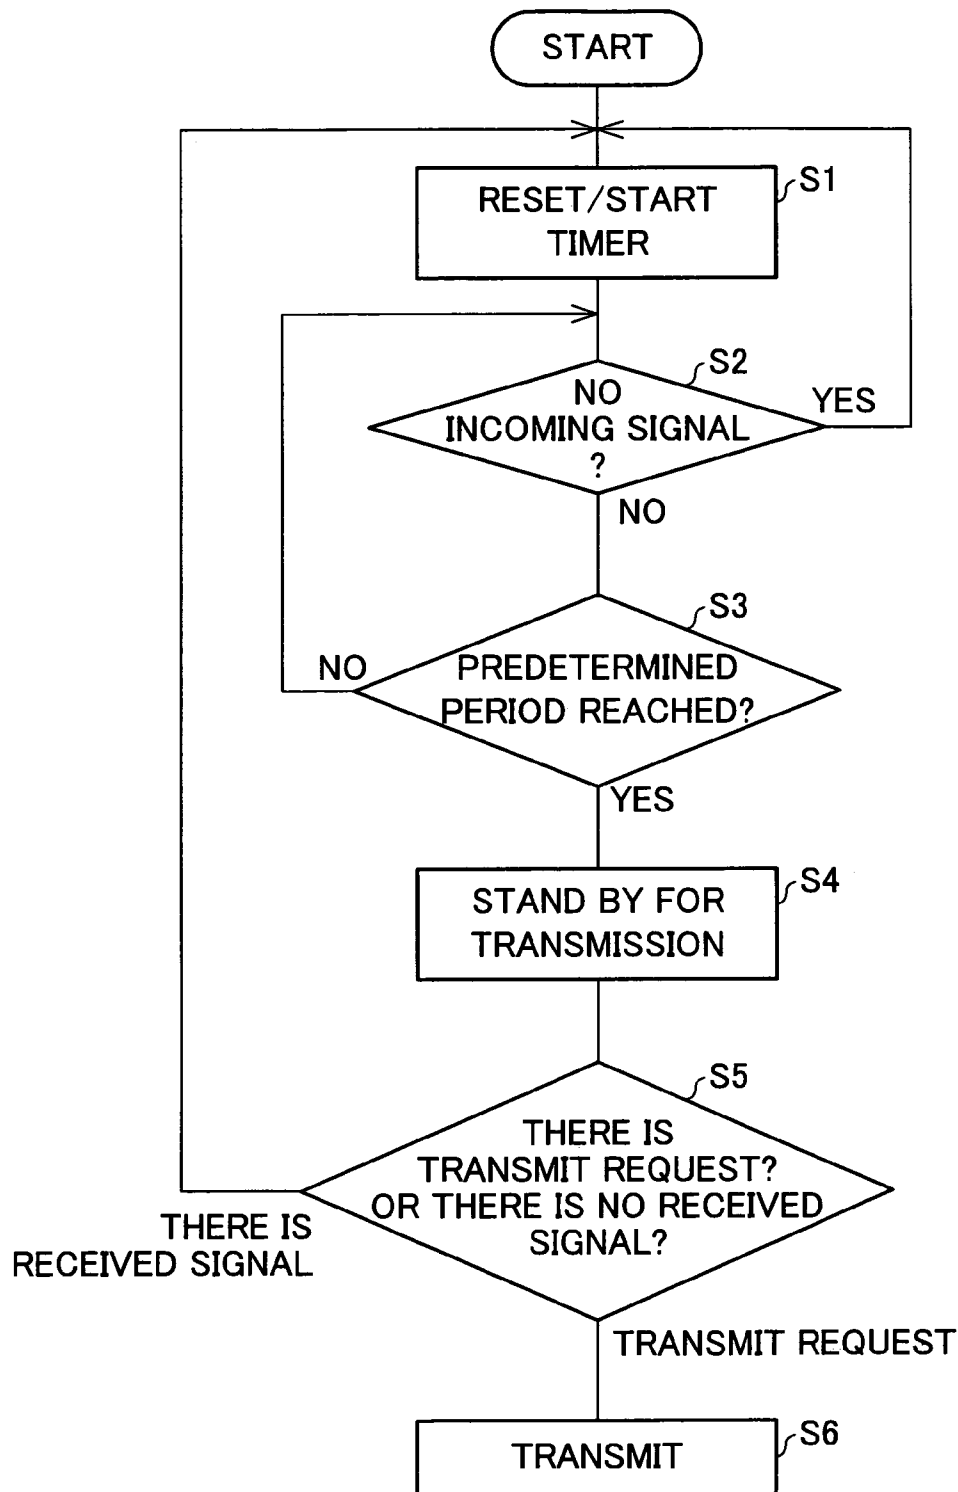 START
S1
RESET/START
TIMER
S2
NO
INCOMING SIGNAL
?
YES
NO
S3
NO
PREDETERMINED
PERIOD REACHED?
YES
S4
STAND BY FOR
TRANSMISSION
S5
THERE IS
TRANSMIT REQUEST?
OR THERE IS NO RECEIVED
SIGNAL?
THERE IS
RECEIVED SIGNAL
TRANSMIT REQUEST
S6
TRANSMIT